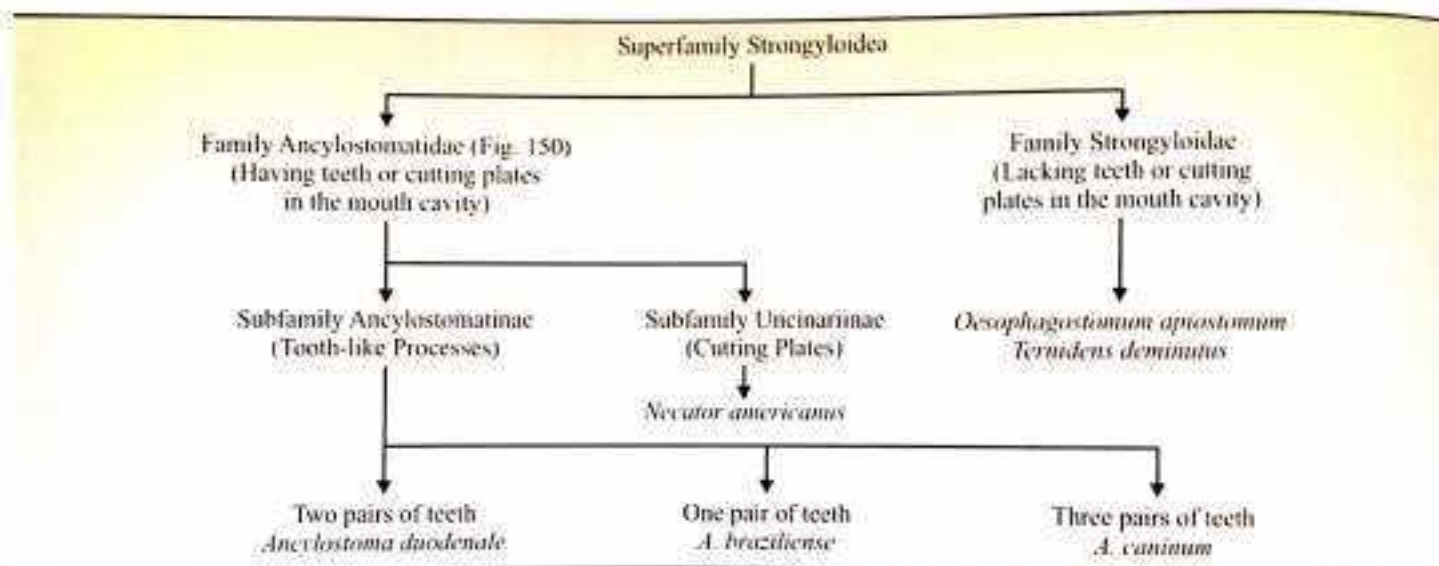 Superfamily Strongyloidea
Family Ancylostomatidae (Fig. 150)
(Having teeth or cutting plates
in the mouth cavity)
Family Strongyloidae
(Lacking teeth or cutting
plates in the mouth cavity)
Subfamily Ancylostomatinae
(Tooth-like Processes)
Subfamily Uncinariinae
(Cutting Plates)
Oesophagostomum apiostomum
Ternidens deminutus
Necator americanus
Two pairs of teeth
Ancylostoma duodenale
One pair of teeth
A. braziliense
Three pairs of teeth
A. caninum